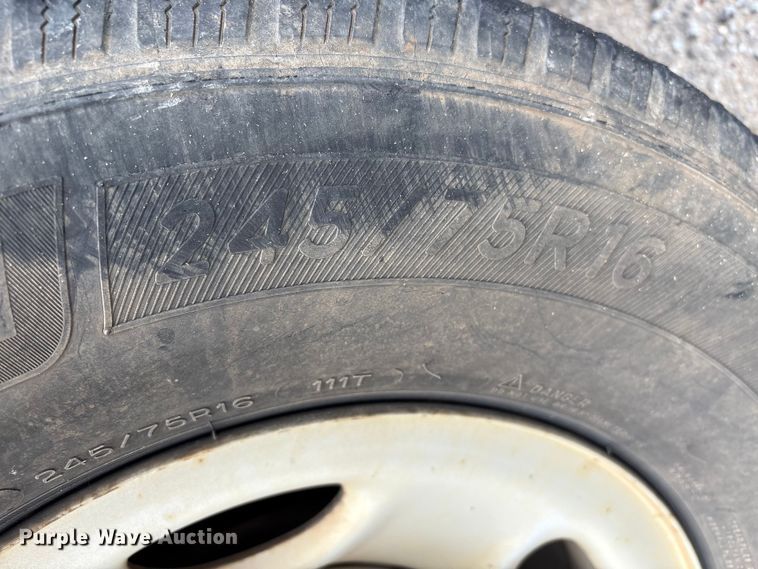 245/75R16
245/75R16 111T
DANGER
Purple Wave Auction